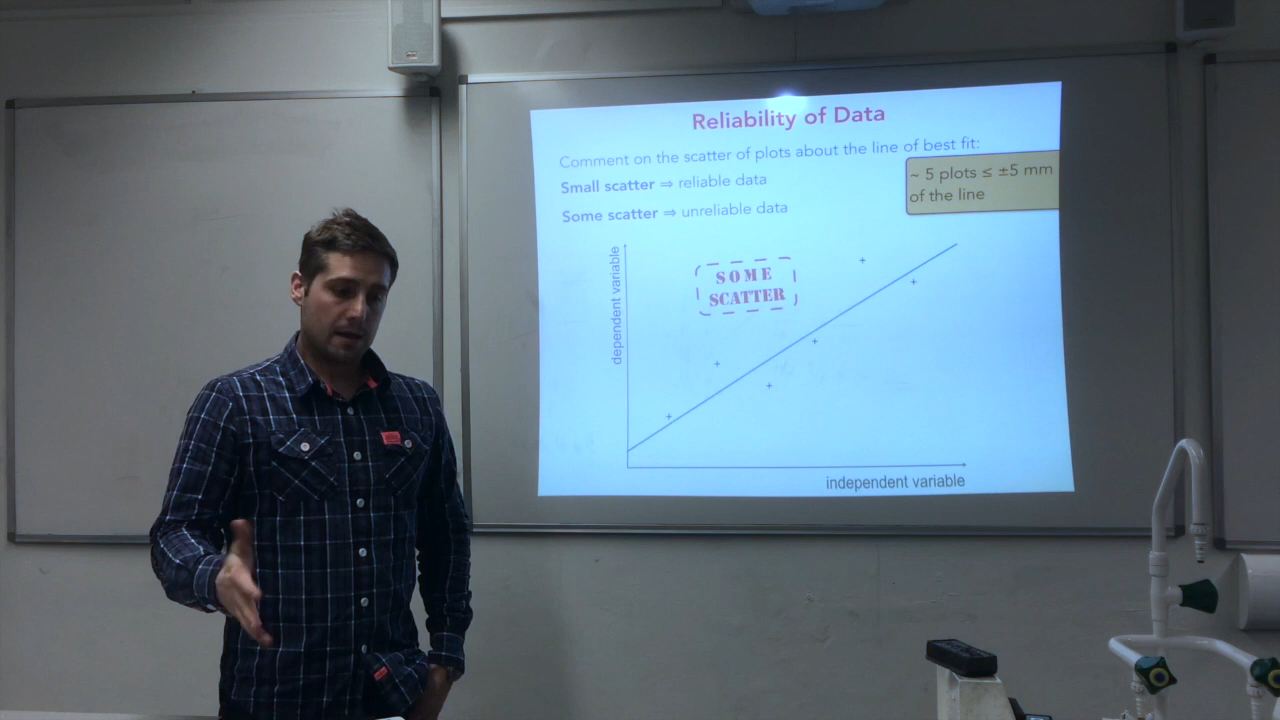 Reliability of Data
Comment on the scatter of plots about the line of best fit:
Small scatter ⇒ reliable data
Some scatter ⇒ unreliable data
~ 5 plots ≤ ±5 mm
of the line
SOME
SCATTER
dependent variable
independent variable